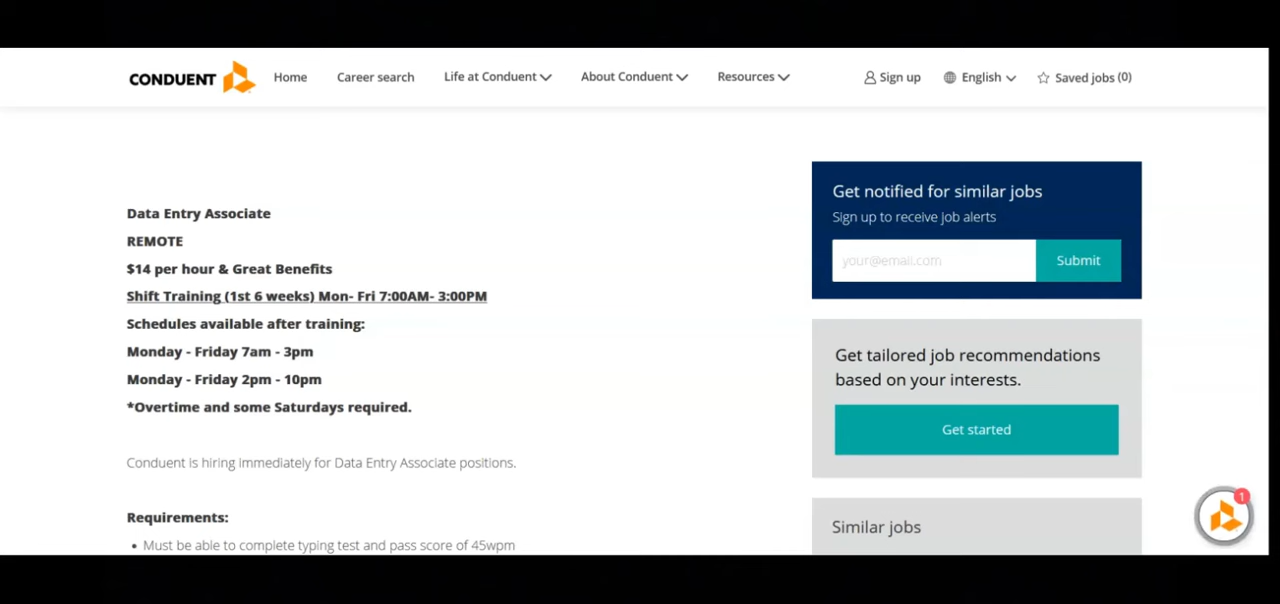 CONDUENT
Home Career search Life at Conduent About Conduent Resources Sign up English Saved jobs (0)
Data Entry Associate
REMOTE
$14 per hour & Great Benefits
Shift Training (1st 6 weeks) Mon- Fri 7:00AM- 3:00PM
Schedules available after training:
Monday - Friday 7am - 3pm
Monday - Friday 2pm - 10pm
*Overtime and some Saturdays required.
Conduent is hiring immediately for Data Entry Associate positions.
Requirements:
• Must be able to complete typing test and pass score of 45wpm
Get notified for similar jobs
Sign up to receive job alerts
your@email.com Submit
Get tailored job recommendations
based on your interests.
Get started
Similar jobs
1